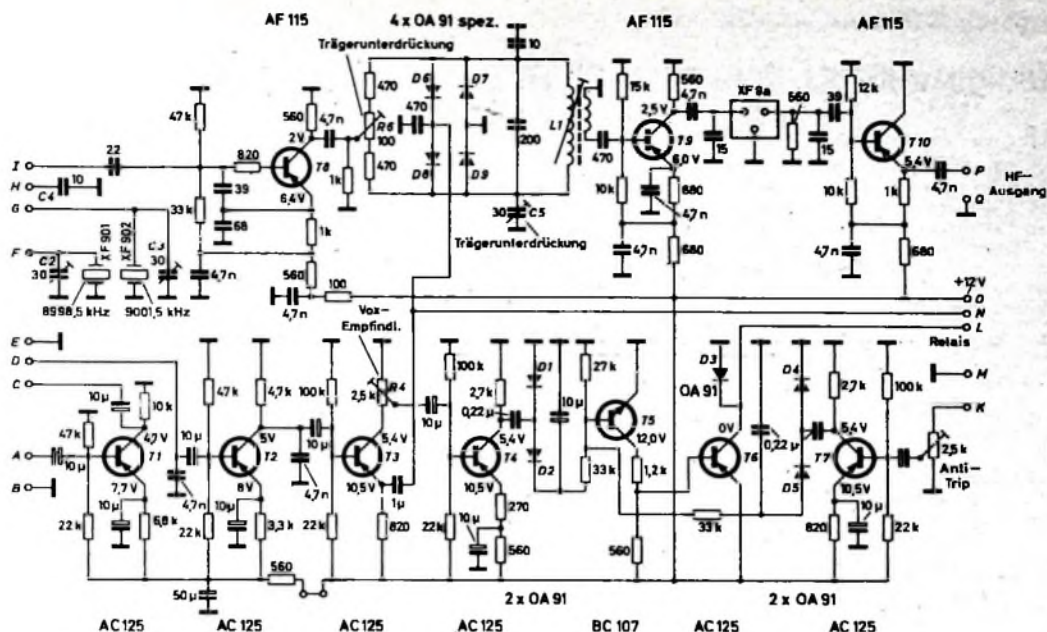 AF 115
4 x OA 91 spez.
AF 115
AF 115
Trägerunterdrückung
10
47k
560
4,7n
470
D6
D7
15k
560
4,7n
XF 9a
560
39
12k
2V
R6
470
2,5V
I
22
820
T8
100
200
L1
T9
T10
H
10
C4
39
6,4V
1k
470
D8
D9
470
6,0V
15
15
5,4V
P
4,7n
HF-
Ausgang
G
33k
68
1k
30
C5
10k
680
4,7n
10k
1k
Q
F
C2
30
XF 901
XF 902
C3
30
4,7n
560
Trägerunterdrückung
4,7n
680
4,7n
680
8998,5 kHz
9001,5 kHz
4,7n
100
+12V
O
Vox-
Empfindl.
N
E
L
D
Relais
C
10µ
10k
47k
4,7k
100k
R4
2,5k
100k
2,7k
D1
10µ
27k
D3
OA 91
D4
2,7k
100k
M
K
47k
4,7V
10µ
5V
10µ
5,4V
10µ
0,22µ
5,4V
T5
0V
0,22µ
5,4V
2,5k
A
10µ
T1
T2
T3
T4
D2
12,0V
T6
T7
Anti-
Trip
B
7,7V
4,7n
8V
4,7n
10,5V
10,5V
33k
1,2k
D5
10,5V
10µ
10µ
1µ
270
33k
10µ
22k
6,8k
22k
3,3k
22k
820
22k
10µ
560
560
820
22k
560
50µ
2 x OA 91
2 x OA 91
AC 125
AC 125
AC 125
AC 125
BC 107
AC 125
AC 125